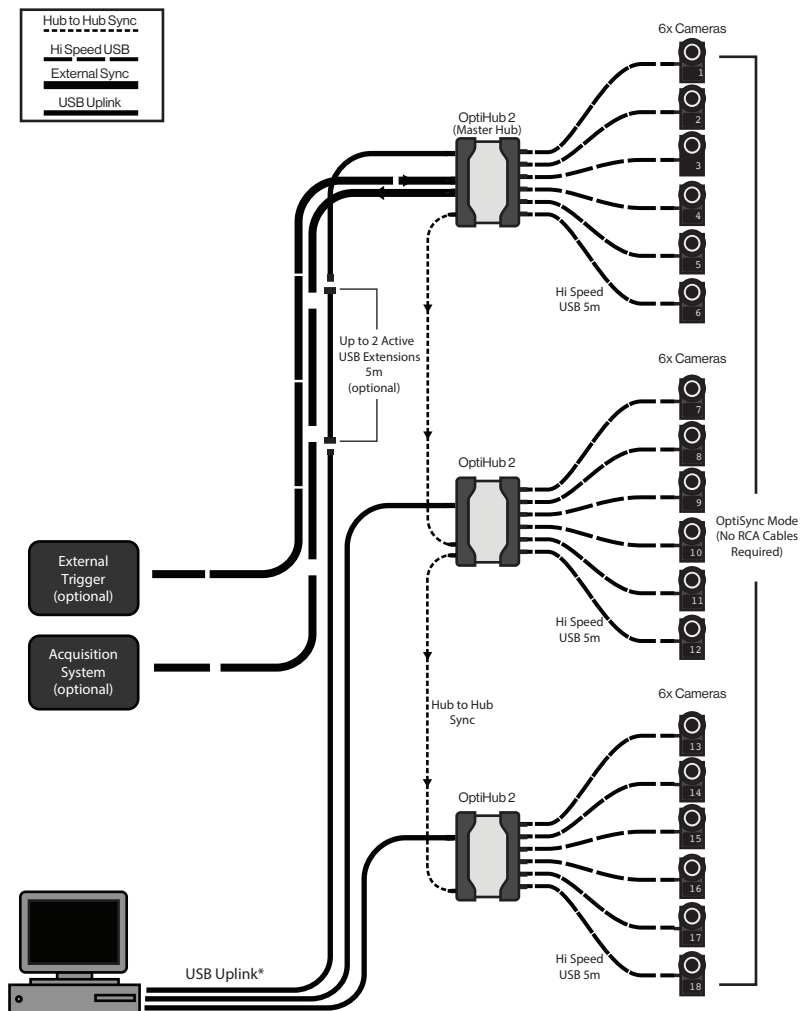 Hub to Hub Sync
Hi Speed USB
External Sync
USB Uplink
6x Cameras
1
2
3
4
5
6
OptiHub 2
(Master Hub)
Hi Speed
USB 5m
Up to 2 Active
USB Extensions
5m
(optional)
6x Cameras
7
8
9
10
11
12
OptiHub 2
OptiSync Mode
(No RCA Cables
Required)
Hi Speed
USB 5m
External
Trigger
(optional)
Acquisition
System
(optional)
Hub to Hub
Sync
6x Cameras
13
14
15
16
17
18
OptiHub 2
Hi Speed
USB 5m
USB Uplink*